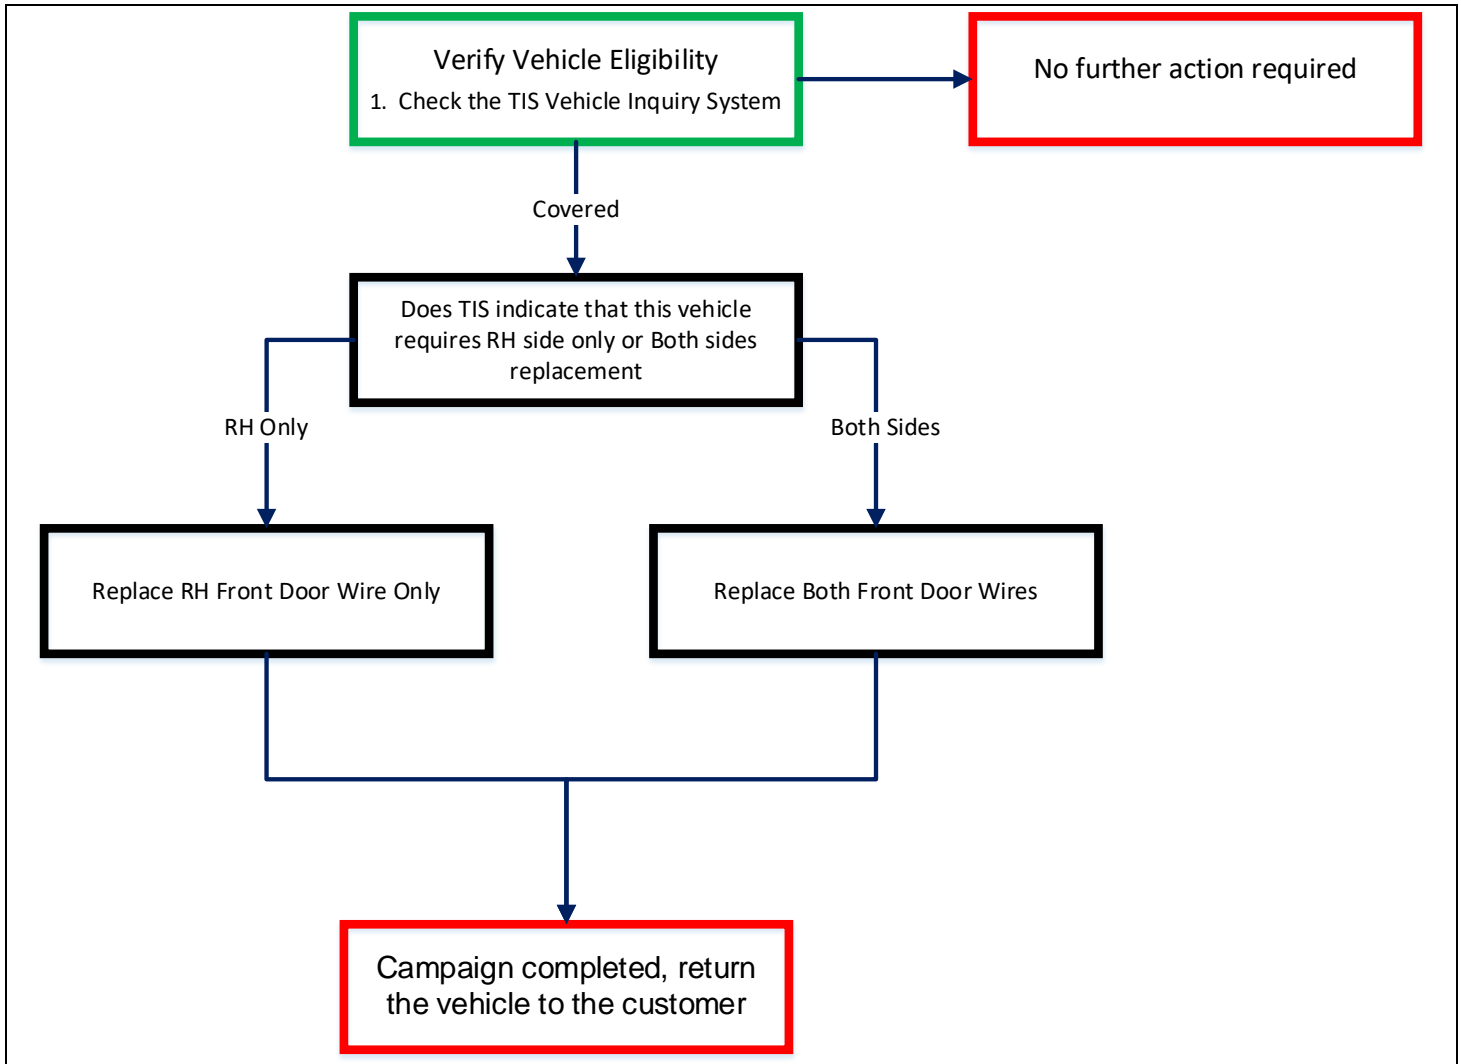 Verify Vehicle Eligibility
1. Check the TIS Vehicle Inquiry System
No further action required
Covered
Does TIS indicate that this vehicle
requires RH side only or Both sides
replacement
RH Only
Both Sides
Replace RH Front Door Wire Only
Replace Both Front Door Wires
Campaign completed, return
the vehicle to the customer